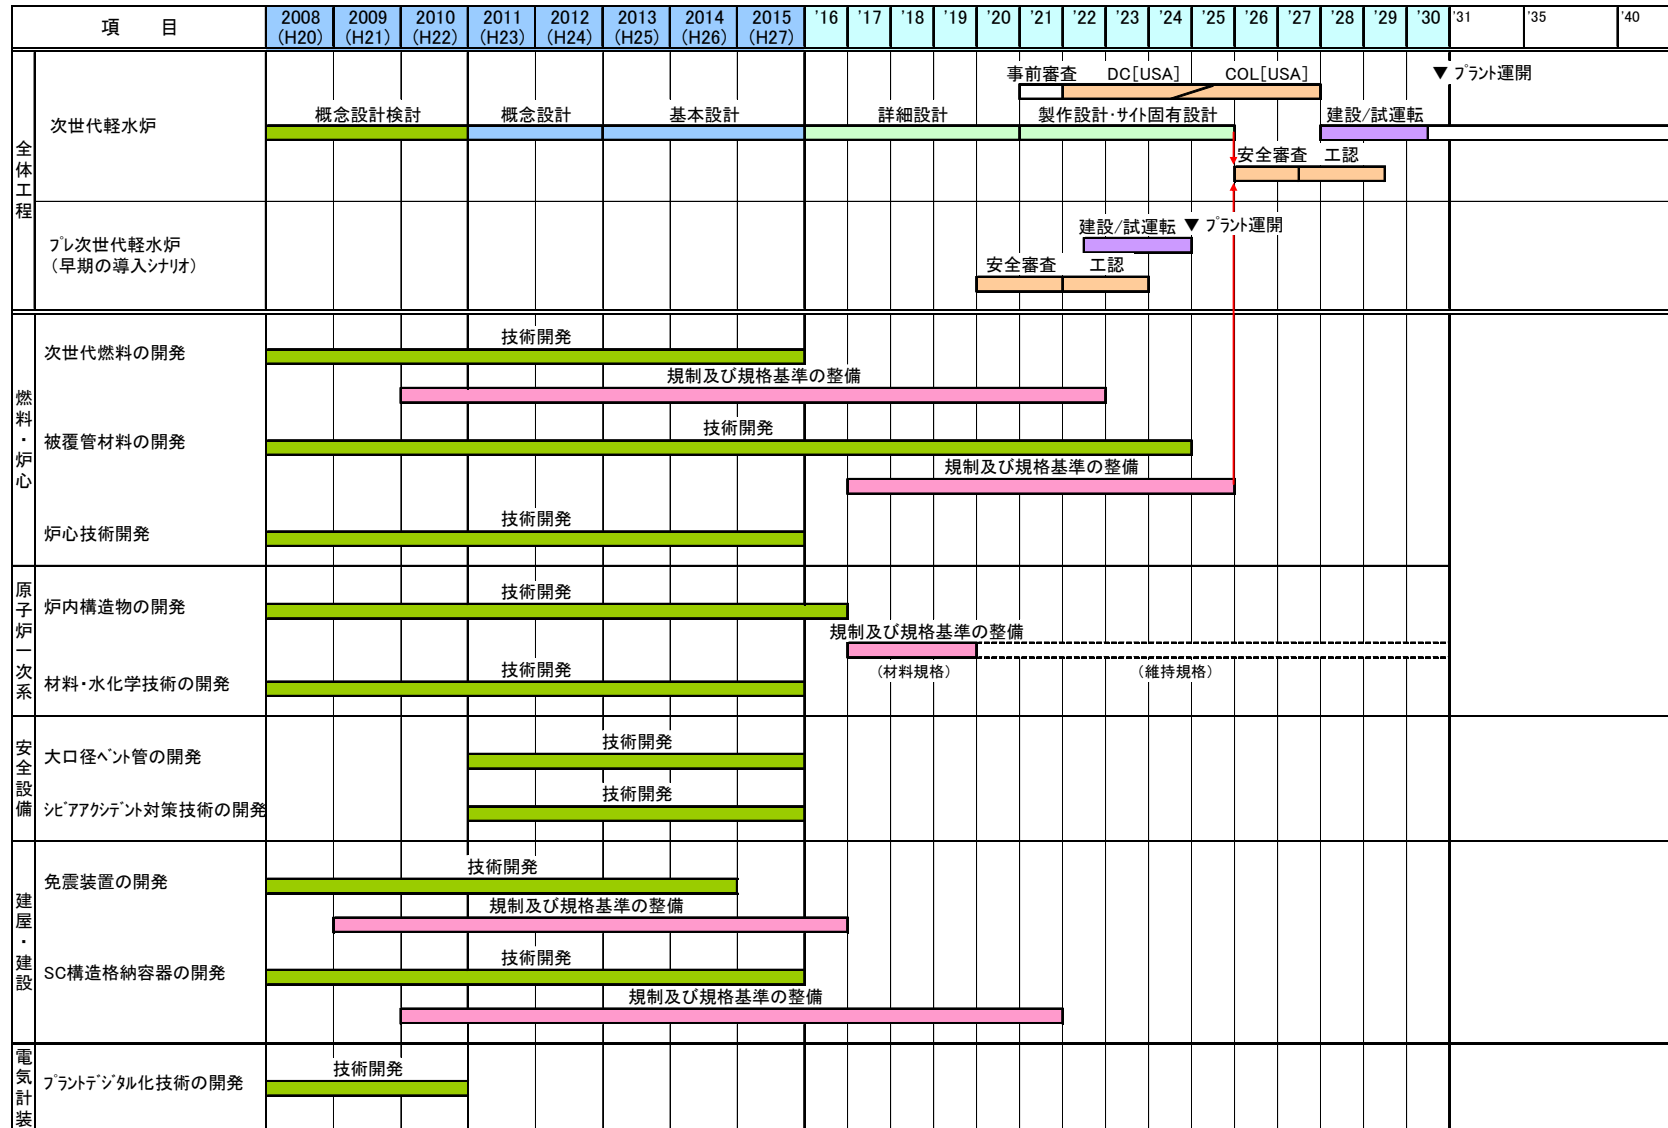 項　目
2008 2009 2010 2011 2012 2013 2014 2015 '16 '17 '18 '19 '20 '21 '22 '23 '24 '25 '26 '27 '28 '29 '30 '31 '35 '40
(H20) (H21) (H22) (H23) (H24) (H25) (H26) (H27)
全体工程
次世代軽水炉
事前審査 DC[USA] COL[USA] ▼ プラント運開
概念設計検討 概念設計 基本設計 詳細設計 製作設計・サイト固有設計 建設/試運転
安全審査 工認
プレ次世代軽水炉
(早期の導入シナリオ)
建設/試運転 ▼ プラント運開
安全審査 工認
燃料・炉心
次世代燃料の開発
技術開発
規制及び規格基準の整備
被覆管材料の開発
技術開発
規制及び規格基準の整備
炉心技術開発
技術開発
原子炉一次系
炉内構造物の開発
技術開発
規制及び規格基準の整備
(材料規格) (維持規格)
材料・水化学技術の開発
技術開発
安全設備
大口径ベント管の開発
技術開発
シビアアクシデント対策技術の開発
技術開発
建屋・建設
免震装置の開発
技術開発
規制及び規格基準の整備
SC構造格納容器の開発
技術開発
規制及び規格基準の整備
電気計装
プラントデジタル化技術の開発
技術開発